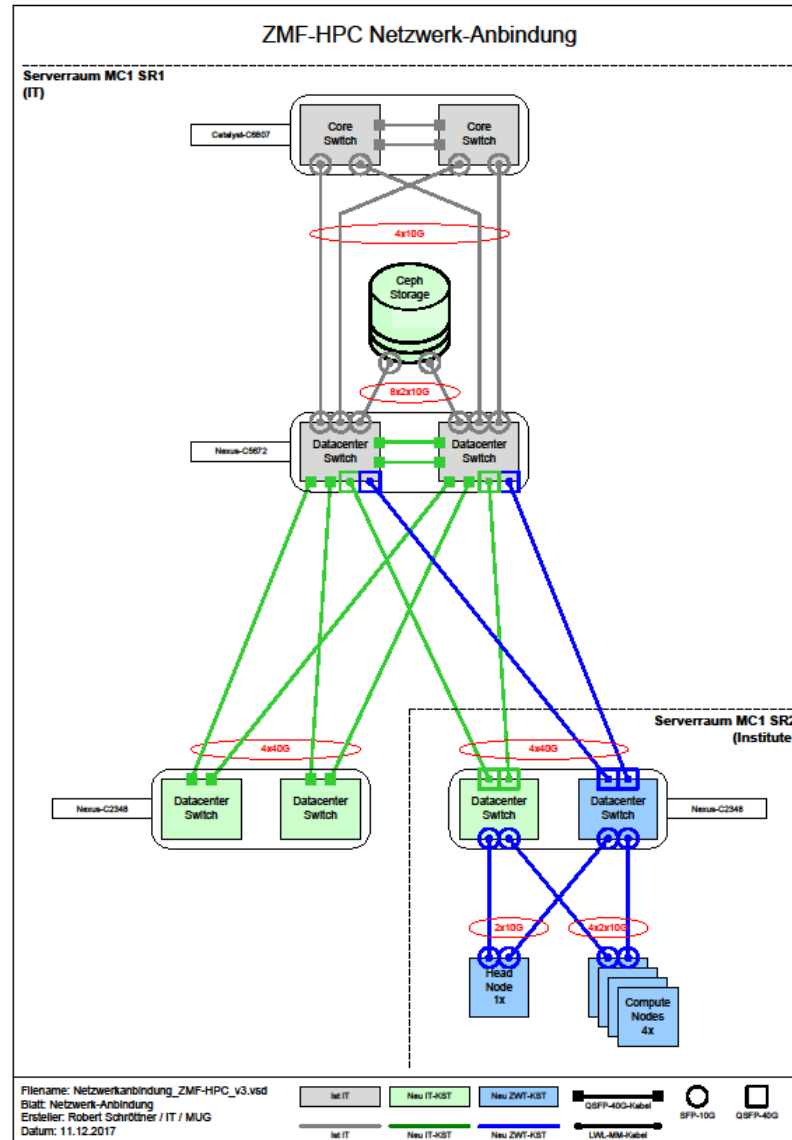 ZMF-HPC Netzwerk-Anbindung
Serverraum MC1 SR1
(IT)
Catalyst-C6807
Core
Switch
Core
Switch
4x10G
Ceph
Storage
8x2x10G
Nexus-C5672
Datacenter
Switch
Datacenter
Switch
Serverraum MC1 SR2
(Institute
4x40G
4x40G
Nexus-C2348
Datacenter
Switch
Datacenter
Switch
Datacenter
Switch
Datacenter
Switch
Nexus-C2348
2x10G
4x2x10G
Head
Node
1x
Compute
Nodes
4x
Filename: Netzwerkanbindung_ZMF-HPC_v3.vsd
Blatt: Netzwerk-Anbindung
Ersteller: Robert Schröttner / IT / MUG
Datum: 11.12.2017
Ist IT
Neu IT-KST
Neu ZWT-KST
QSFP-40G-Kabel
SFP-10G
QSFP-40G
Ist IT
Neu IT-KST
Neu ZWT-KST
LWL-MM-Kabel